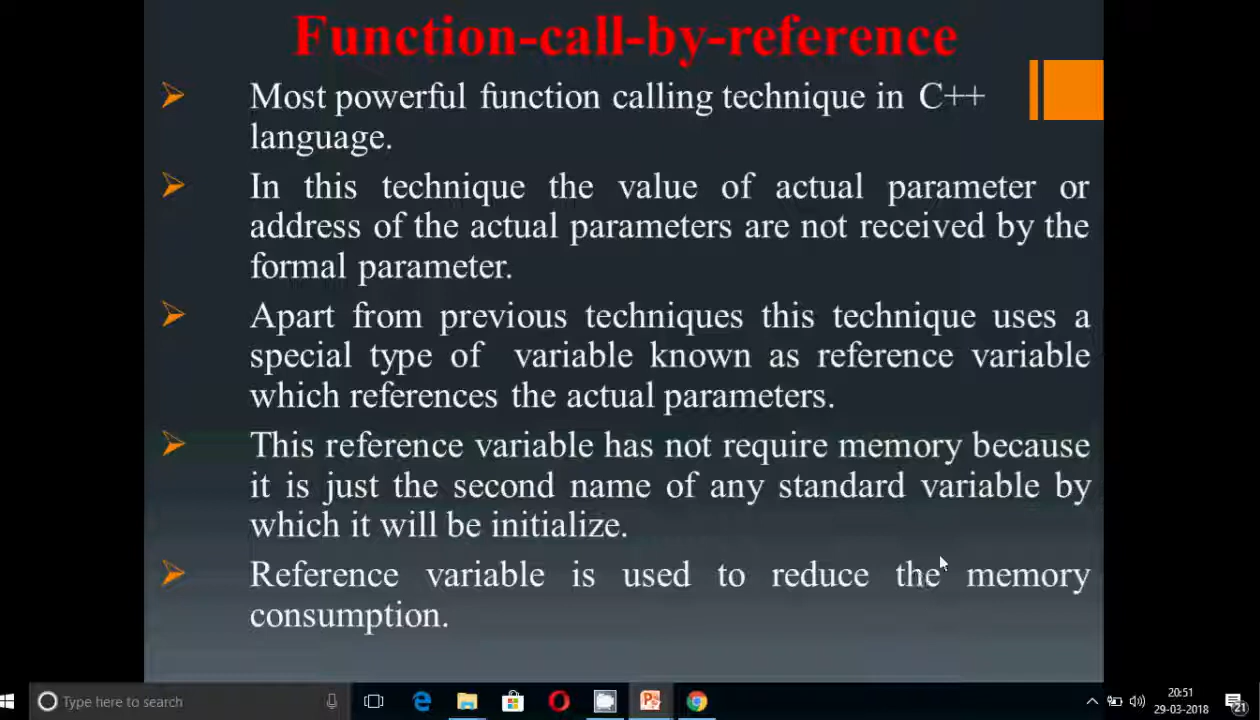 Function-call-by-reference
Most powerful function calling technique in C++
language.
In this technique the value of actual parameter or
address of the actual parameters are not received by the
formal parameter.
Apart from previous techniques this technique uses a
special type of variable known as reference variable
which references the actual parameters.
This reference variable has not require memory because
it is just the second name of any standard variable by
which it will be initialize.
Reference variable is used to reduce the memory
consumption.
Type here to search
20:51
29-03-2018
21